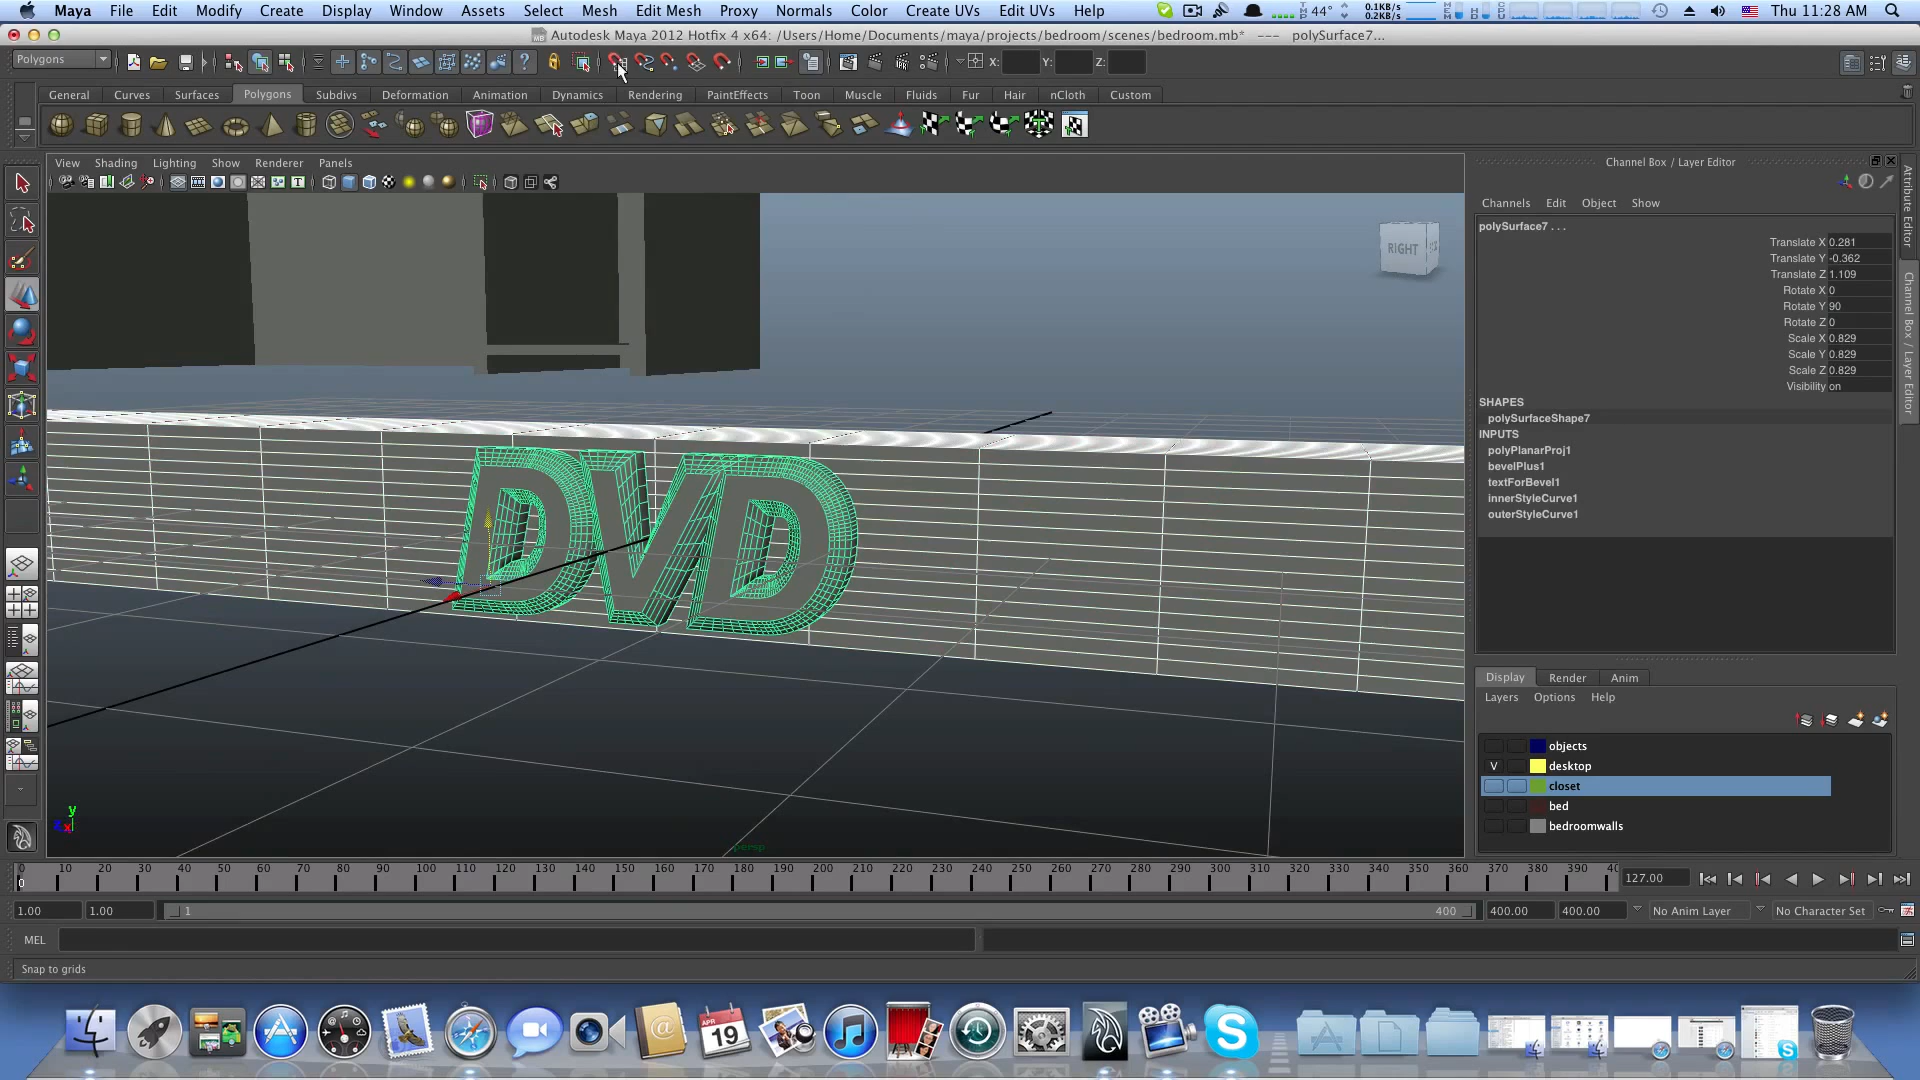 Maya File Edit Modify Create Display Window Assets Select Mesh Edit Mesh Proxy Normals Color Create UVs Edit UVs Help 44° 0.1KB/s 0.2KB/s Thu 11:28 AM
Autodesk Maya 2012 Hotfix 4 x64: /Users/Home/Documents/maya/projects/bedroom/scenes/bedroom.mb* --- polySurface7...
Polygons X: Y: Z:
General Curves Surfaces Polygons Subdivs Deformation Animation Dynamics Rendering PaintEffects Toon Muscle Fluids Fur Hair nCloth Custom
View Shading Lighting Show Renderer Panels
RIGHT
DVD
y
x
persp
Channel Box / Layer Editor
Channels Edit Object Show
polySurface7 . . .
Translate X 0.281
Translate Y -0.362
Translate Z 1.109
Rotate X 0
Rotate Y 90
Rotate Z 0
Scale X 0.829
Scale Y 0.829
Scale Z 0.829
Visibility on
SHAPES
polySurfaceShape7
INPUTS
polyPlanarProj1
bevelPlus1
textForBevel1
innerStyleCurve1
outerStyleCurve1
Attribute Editor
Channel Box / Layer Editor
Display Render Anim
Layers Options Help
objects
V desktop
closet
bed
bedroomwalls
0 10 20 30 40 50 60 70 80 90 100 110 120 130 140 150 160 170 180 190 200 210 220 230 240 250 260 270 280 290 300 310 320 330 340 350 360 370 380 390 40 127.00
0
1.00 1.00 1 400 400.00 400.00 No Anim Layer No Character Set
MEL
Snap to grids
APR
19